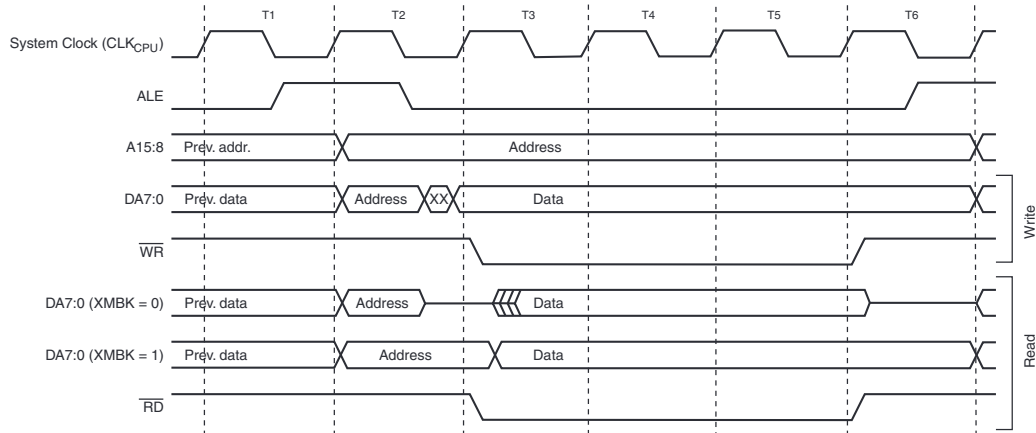 T1 T2 T3 T4 T5 T6
System Clock (CLKCPU)
ALE
A15:8 Prev. addr. Address
DA7:0 Prev. data Address XX Data
WR
Write
DA7:0 (XMBK = 0) Prev. data Address Data
DA7:0 (XMBK = 1) Prev. data Address Data
RD
Read